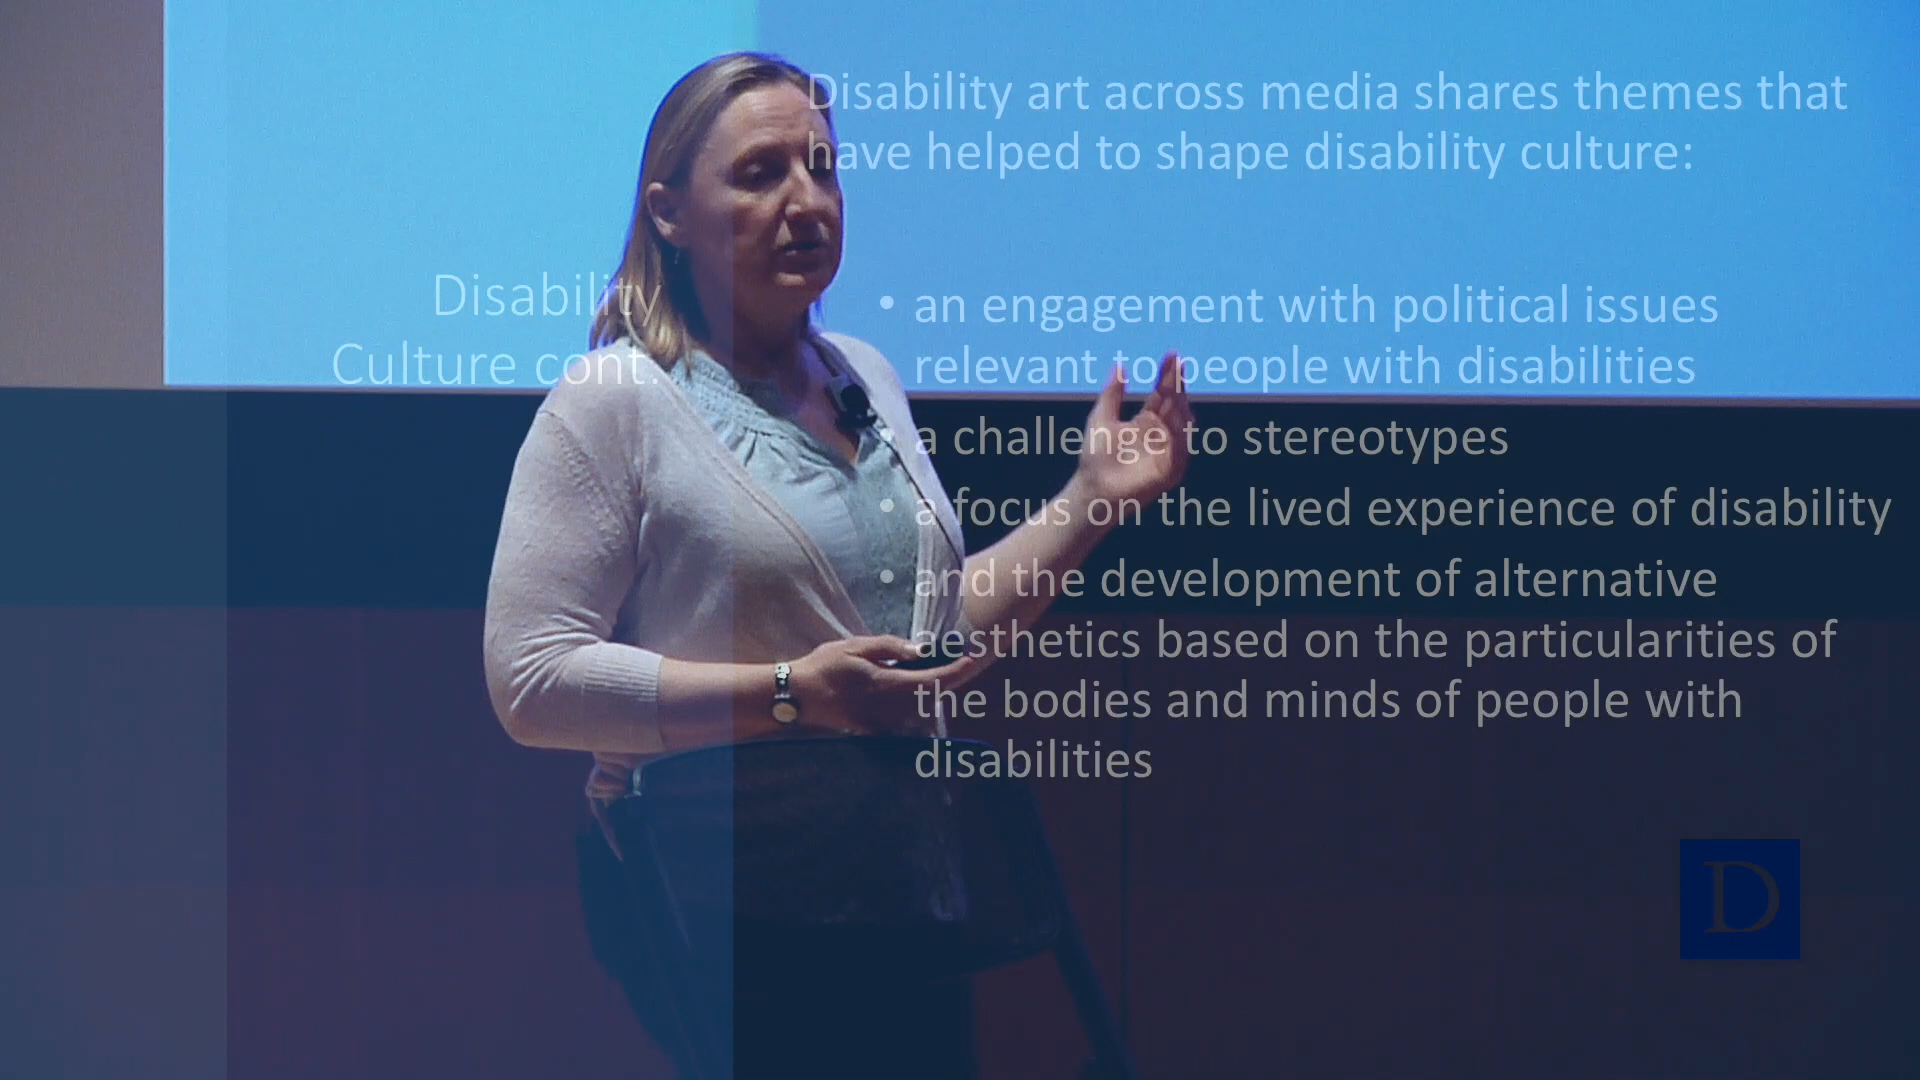 Disability
Culture cont.
Disability art across media shares themes that
have helped to shape disability culture:
• an engagement with political issues
relevant to people with disabilities
• a challenge to stereotypes
• a focus on the lived experience of disability
• and the development of alternative
aesthetics based on the particularities of
the bodies and minds of people with
disabilities
D